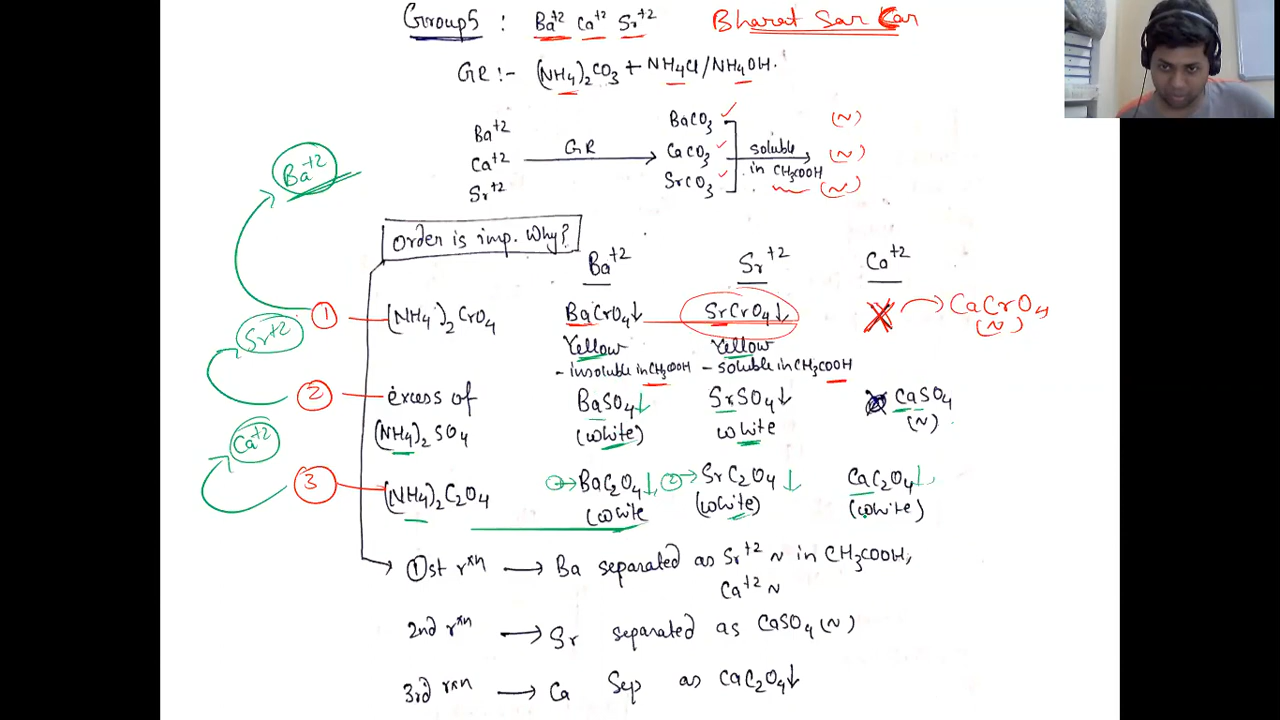 Group 5 : Ba+2 Ca+2 Sr+2 Bharat Sar Car
GR :- (NH4)2CO3 + NH4Cl/NH4OH.
Ba+2
Ca+2
Sr+2
GR
BaCO3
CaCO3
SrCO3
soluble
in CH3COOH
(~)
(~)
(~)
Ba+2
Order is imp. Why?
Ba+2 Sr+2 Ca+2
① (NH4)2CrO4 BaCrO4↓ SrCrO4↓ X → CaCrO4
(~)
Yellow Yellow
- insoluble in CH3COOH - soluble in CH3COOH
Sr+2
② excess of BaSO4↓ SrSO4↓ CaSO4
(NH4)2SO4 (white) white (~)
Ca+2
③ (NH4)2C2O4 ①→ BaC2O4↓, ②→ SrC2O4↓ CaC2O4↓
(white (white) (white)
①st rxn → Ba separated as Sr+2 ~ in CH3COOH,
Ca+2 ~
2nd rxn → Sr separated as CaSO4 (~)
3rd rxn → Ca Sep as CaC2O4↓